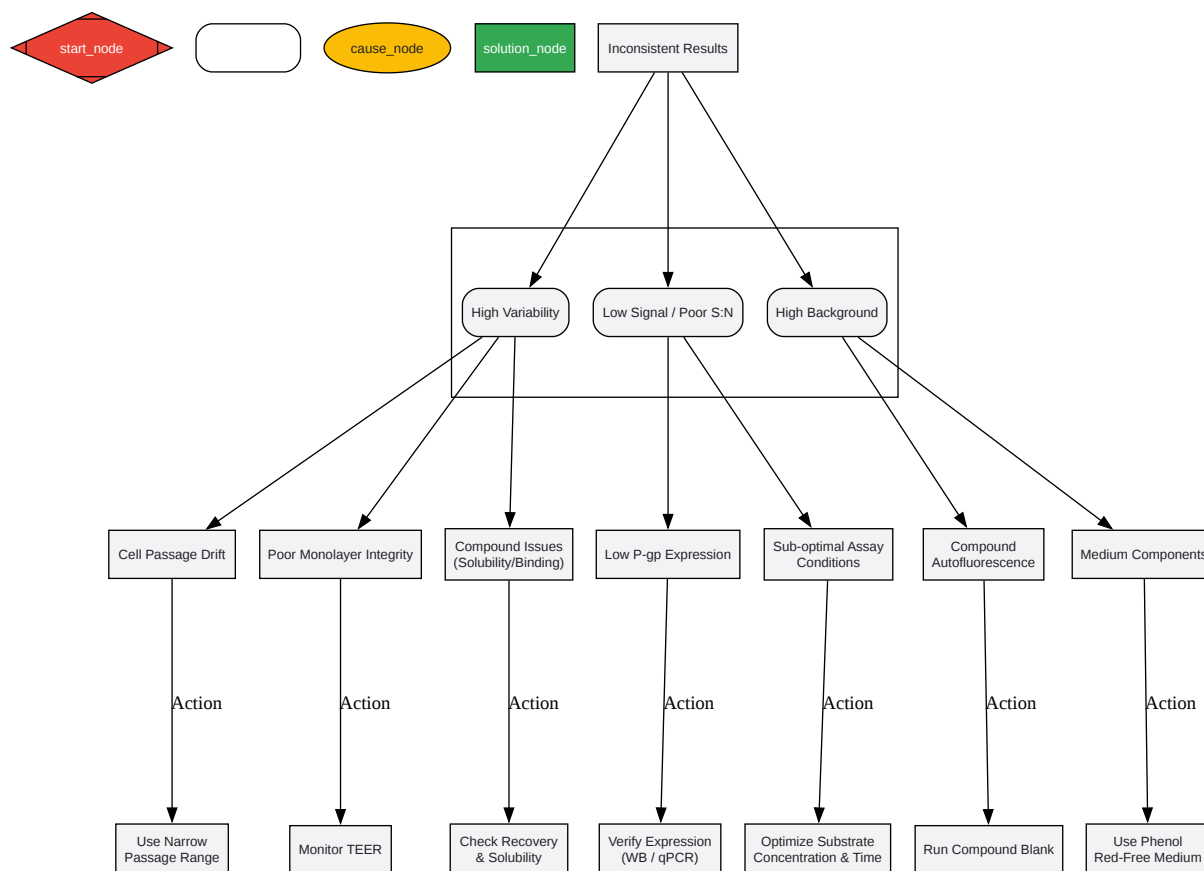 start_node
cause_node
solution_node
Inconsistent Results
High Variability
Low Signal / Poor S:N
High Background
Cell Passage Drift
Poor Monolayer Integrity
Compound Issues
(Solubility/Binding)
Low P-gp Expression
Sub-optimal Assay
Conditions
Compound
Autofluorescence
Medium Components
Action
Action
Action
Action
Action
Action
Action
Use Narrow
Passage Range
Monitor TEER
Check Recovery
& Solubility
Verify Expression
(WB / qPCR)
Optimize Substrate
Concentration & Time
Run Compound Blank
Use Phenol
Red-Free Medium